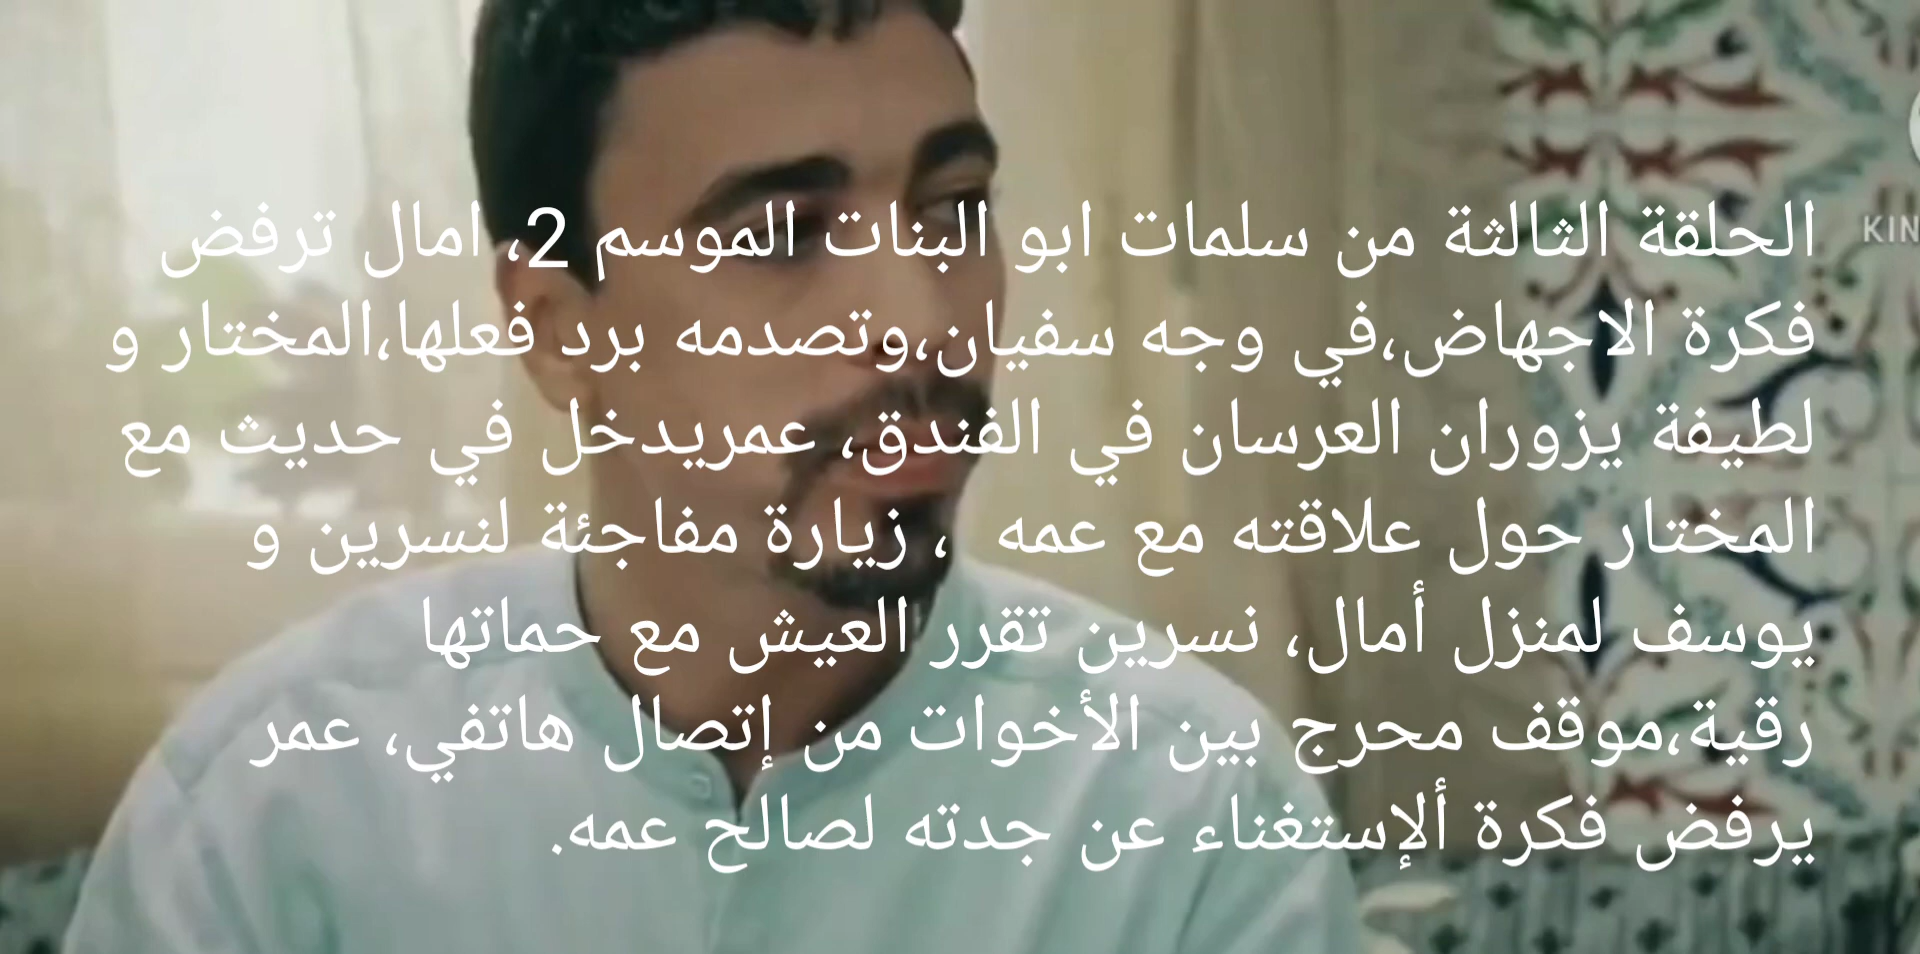 الحلقة الثالثة من سلمات ابو البنات الموسم 2، امال ترفض
فكرة الاجهاض،في وجه سفيان،وتصدمه برد فعلها،المختار و
لطيفة يزوران العرسان في الفندق، عمريدخل في حديث مع
المختار حول علاقته مع عمه ، زيارة مفاجئة لنسرين و
يوسف لمنزل أمال، نسرين تقرر العيش مع حماتها
رقية،موقف محرج بين الأخوات من إتصال هاتفي، عمر
يرفض فكرة ألإستغناء عن جدته لصالح عمه.
KIN